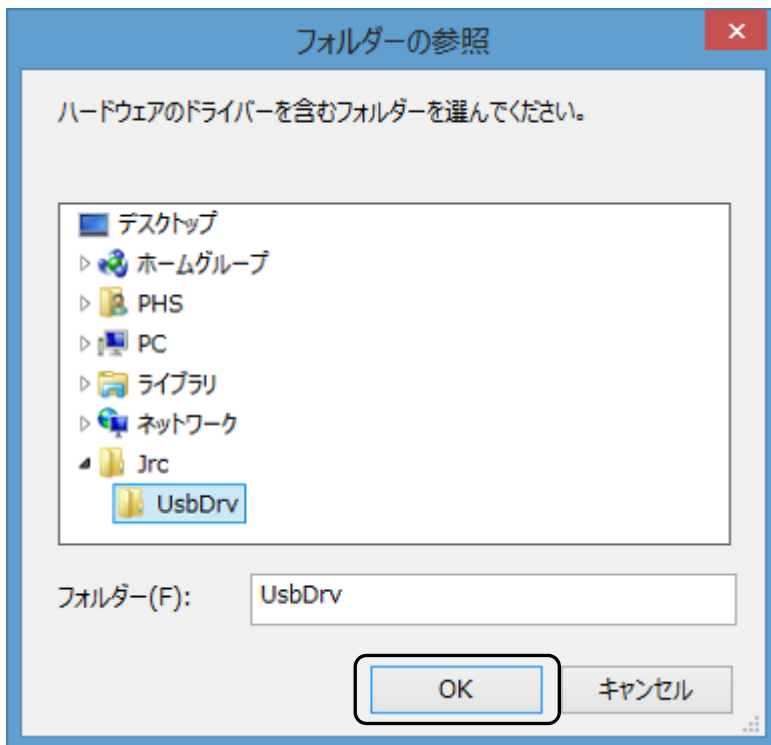 フォルダーの参照
ハードウェアのドライバーを含むフォルダーを選んでください。
デスクトップ
ホームグループ
PHS
PC
ライブラリ
ネットワーク
Jrc
UsbDrv
フォルダー(F): UsbDrv
OK キャンセル